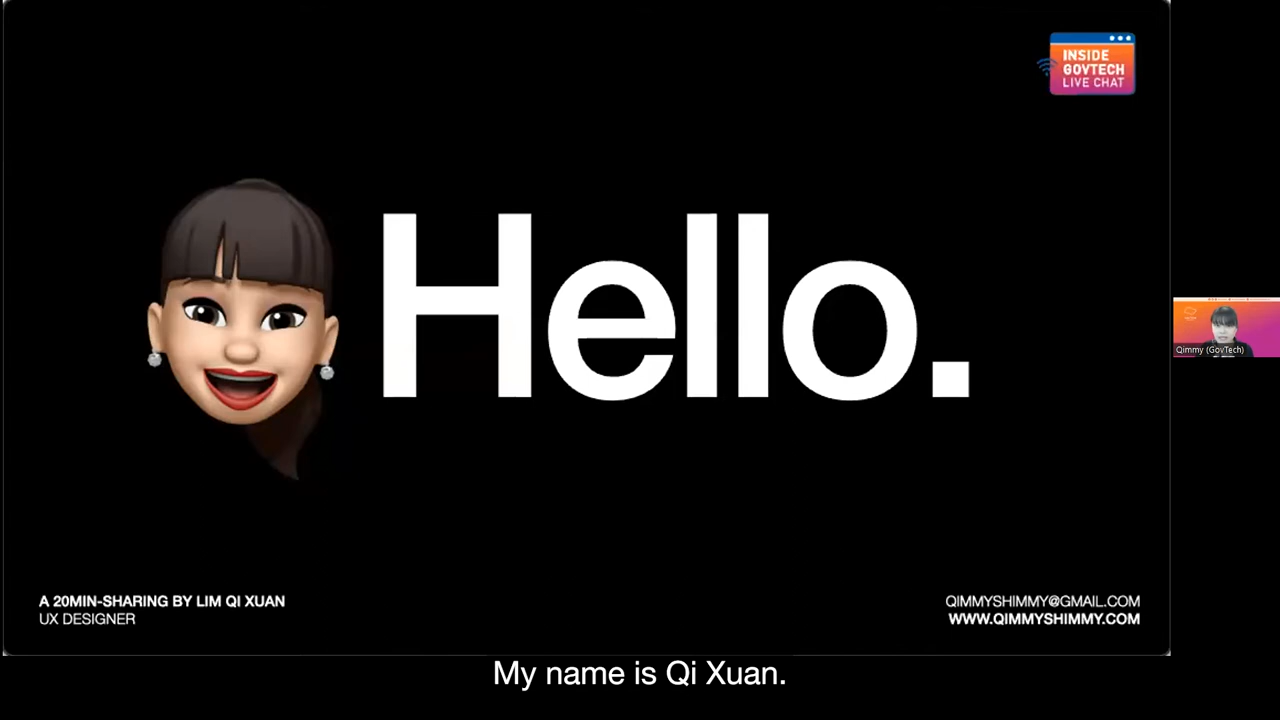 INSIDE
GOVTECH
LIVE CHAT
Hello.
Qimmy (GovTech)
A 20MIN-SHARING BY LIM QI XUAN
UX DESIGNER
QIMMYSHIMMY@GMAIL.COM
WWW.QIMMYSHIMMY.COM
My name is Qi Xuan.